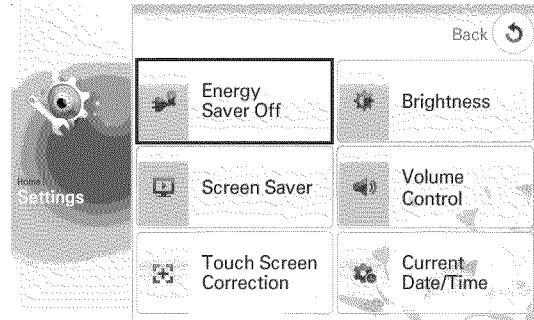 Back
Energy
Saver Off
Brightness
Home
Settings
Screen Saver
Volume
Control
Touch Screen
Correction
Current
Date/Time